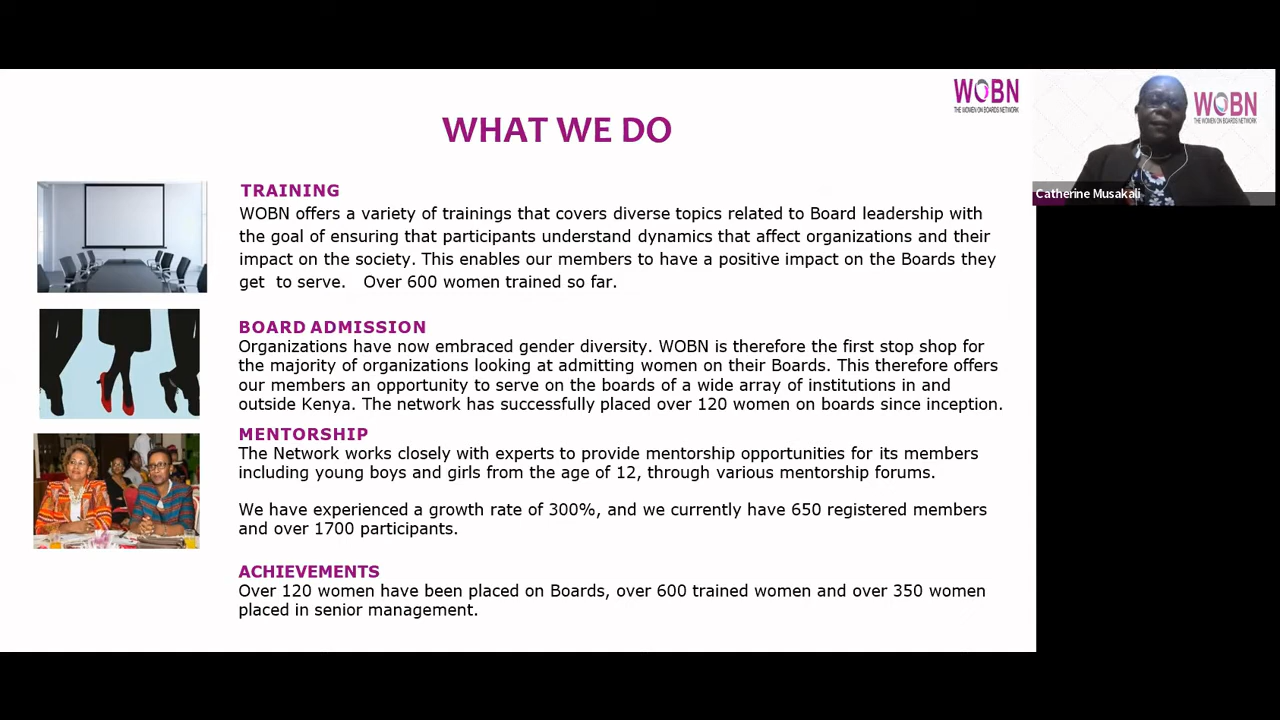 WOBN
THE WOMEN ON BOARDS NETWORK
WHAT WE DO
WOBN
THE WOMEN ON BOARDS NETWORK
Catherine Musakali
TRAINING
WOBN offers a variety of trainings that covers diverse topics related to Board leadership with
the goal of ensuring that participants understand dynamics that affect organizations and their
impact on the society. This enables our members to have a positive impact on the Boards they
get to serve. Over 600 women trained so far.
BOARD ADMISSION
Organizations have now embraced gender diversity. WOBN is therefore the first stop shop for
the majority of organizations looking at admitting women on their Boards. This therefore offers
our members an opportunity to serve on the boards of a wide array of institutions in and
outside Kenya. The network has successfully placed over 120 women on boards since inception.
MENTORSHIP
The Network works closely with experts to provide mentorship opportunities for its members
including young boys and girls from the age of 12, through various mentorship forums.
We have experienced a growth rate of 300%, and we currently have 650 registered members
and over 1700 participants.
ACHIEVEMENTS
Over 120 women have been placed on Boards, over 600 trained women and over 350 women
placed in senior management.